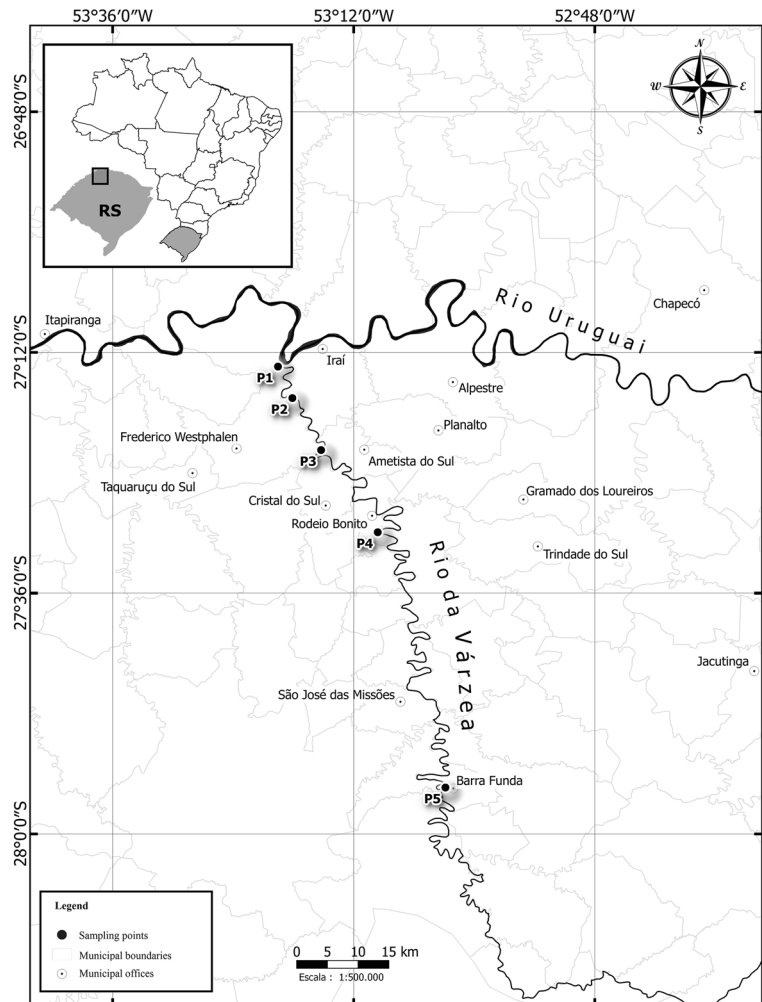 53°36'0"W
53°12'0"W
52°48'0"W
26°48'0"S
27°12'0"S
27°36'0"S
28°0'0"S
N
W
E
S
RS
Rio Uruguai
Chapecó
Itapiranga
Iraí
P1
Alpestre
P2
Planalto
Frederico Westphalen
P3
Ametista do Sul
Taquaruçu do Sul
Gramado dos Loureiros
Cristal do Sul
Rodeio Bonito
P4
Trindade do Sul
Rio da Várzea
Jacutinga
São José das Missões
Barra Funda
P5
Legend
Sampling points
Municipal boundaries
Municipal offices
0 5 10 15 km
Escala : 1:500.000